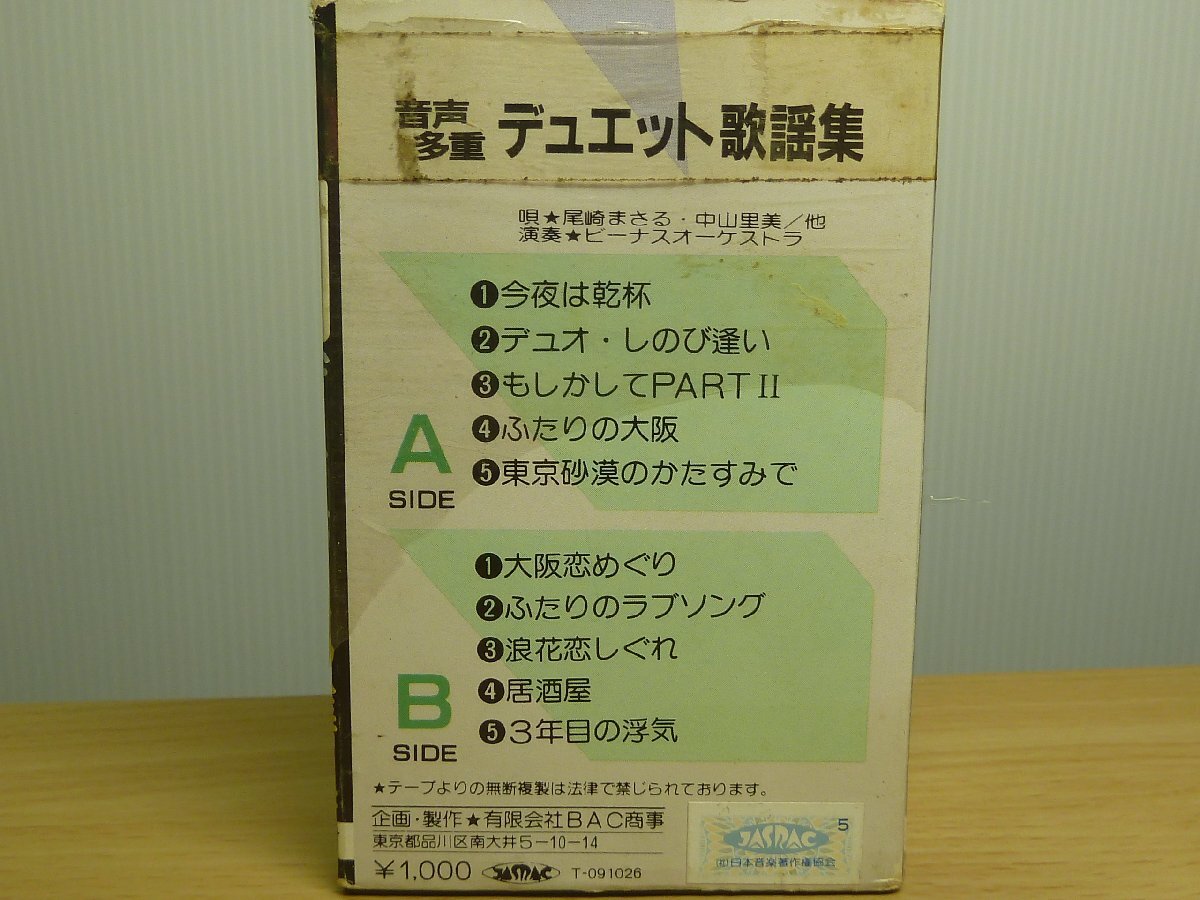 音声多重 デュエット歌謡集
唄★尾崎まさる・中山里美/他
演奏★ビーナスオーケストラ
A SIDE
❶今夜は乾杯
❷デュオ・しのび逢い
❸もしかしてPART II
❹ふたりの大阪
❺東京砂漠のかたすみで
B SIDE
❶大阪恋めぐり
❷ふたりのラブソング
❸浪花恋しぐれ
❹居酒屋
❺3年目の浮気
★テープよりの無断複製は法律で禁じられております。
企画・製作★有限会社BAC商事
東京都品川区南大井5-10-14
¥1,000 JASRAC T-091026
5
JASRAC
㈳日本音楽著作権協会